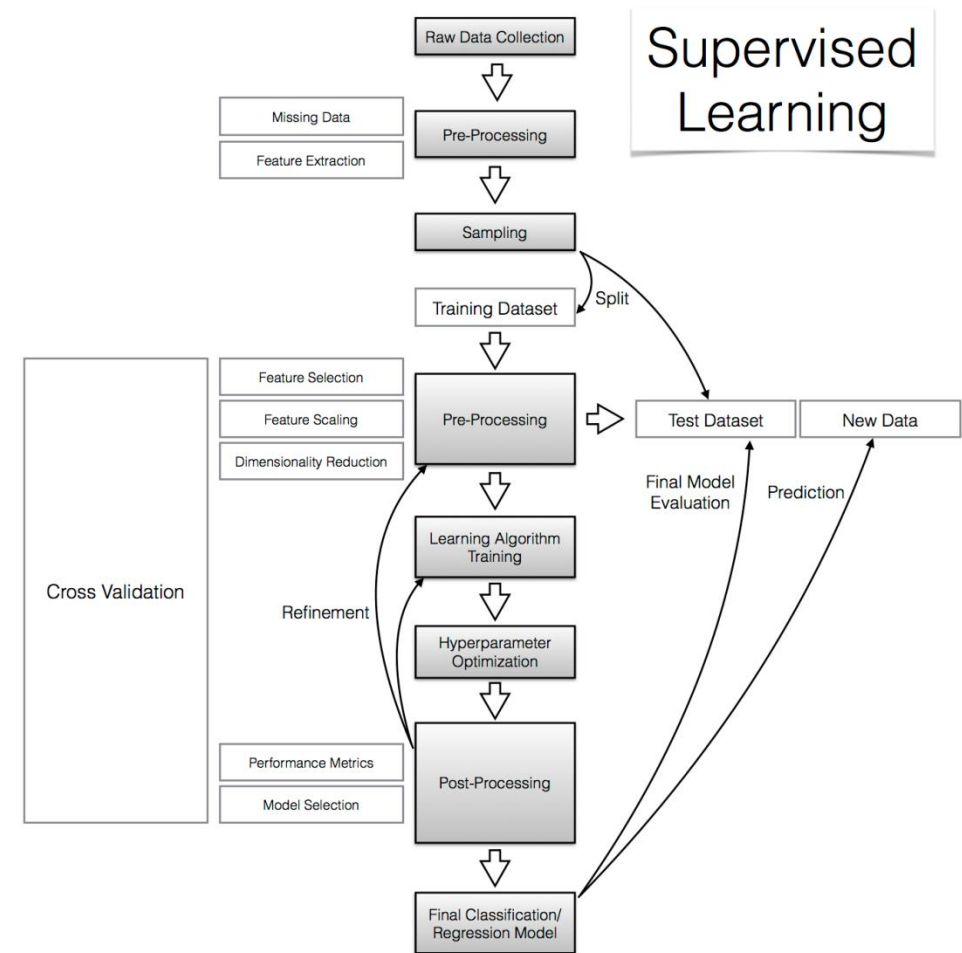 Supervised
Learning
Raw Data Collection
Missing Data
Feature Extraction
Pre-Processing
Sampling
Split
Training Dataset
Feature Selection
Feature Scaling
Dimensionality Reduction
Pre-Processing
Test Dataset
New Data
Final Model
Evaluation
Prediction
Learning Algorithm
Training
Cross Validation
Refinement
Hyperparameter
Optimization
Performance Metrics
Model Selection
Post-Processing
Final Classification/
Regression Model